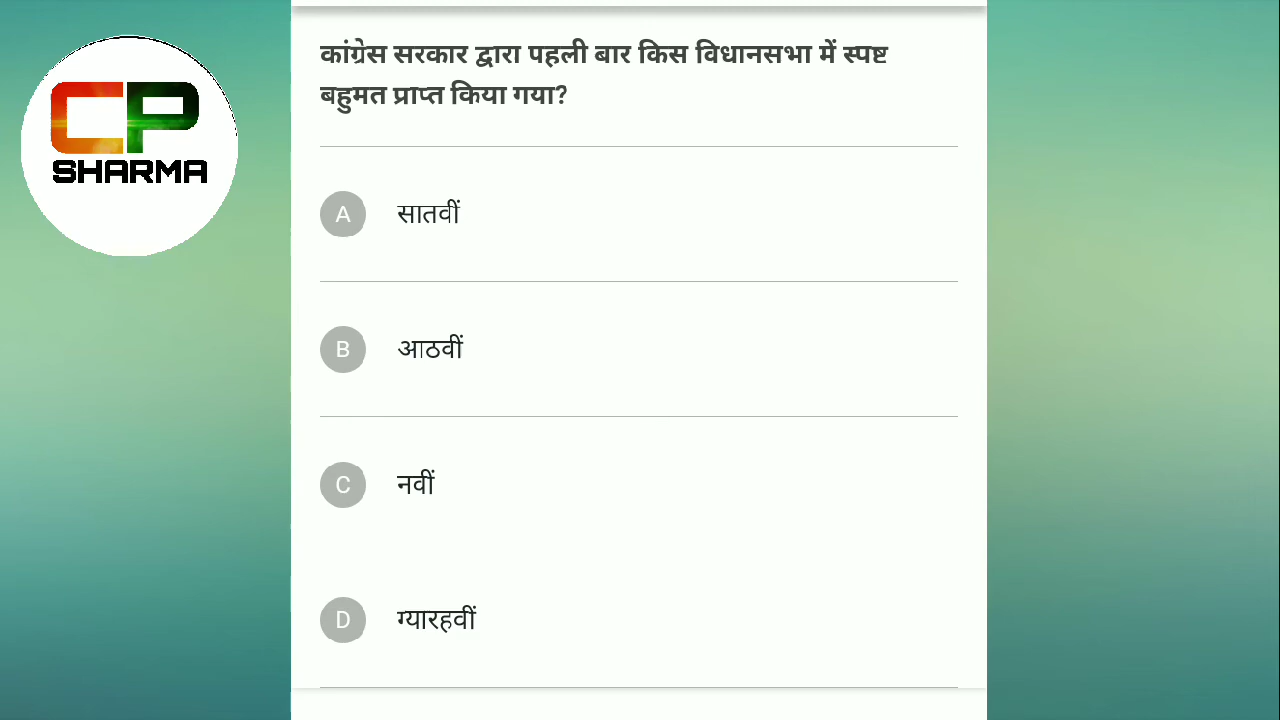 CP
SHARMA
कांग्रेस सरकार द्वारा पहली बार किस विधानसभा में स्पष्ट
बहुमत प्राप्त किया गया?
A सातवीं
B आठवीं
C नवीं
D ग्यारहवीं